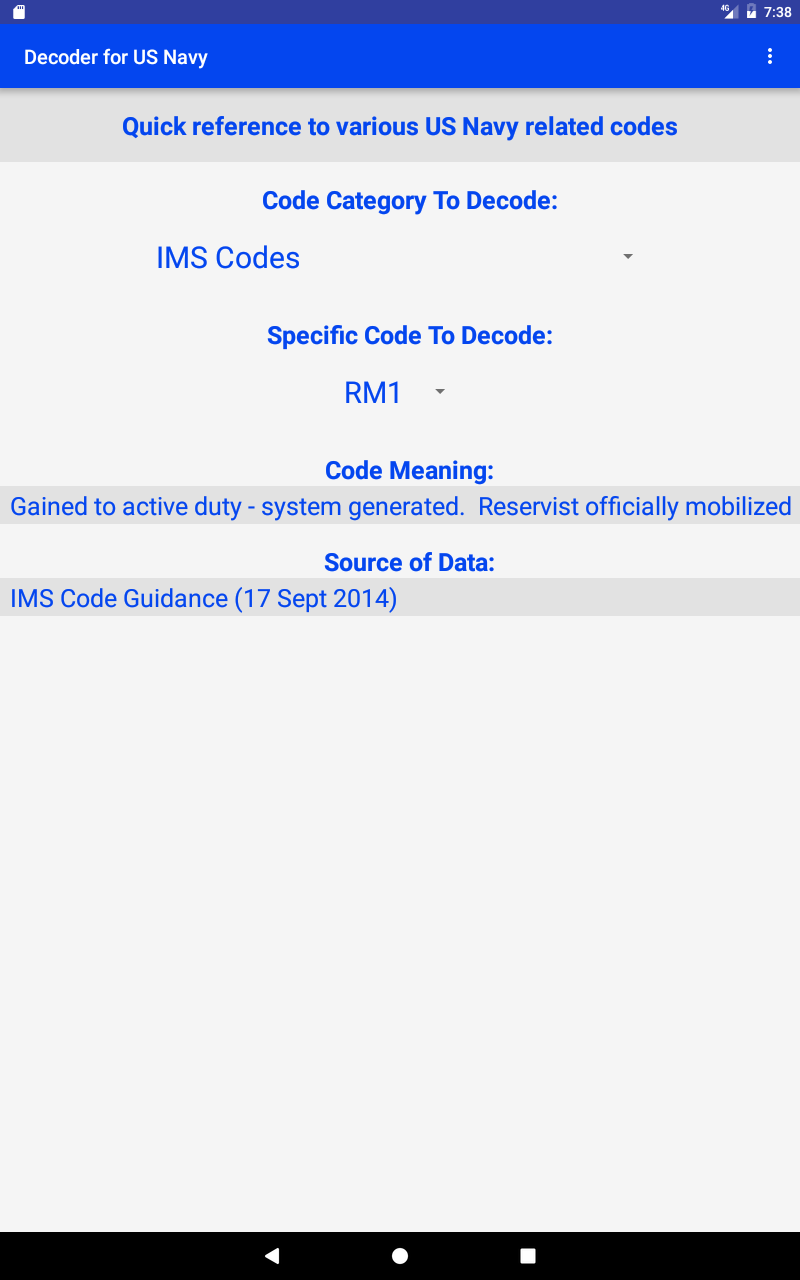 4G 7:38
Decoder for US Navy
Quick reference to various US Navy related codes
Code Category To Decode:
IMS Codes
Specific Code To Decode:
RM1
Code Meaning:
Gained to active duty - system generated.  Reservist officially mobilized
Source of Data:
IMS Code Guidance (17 Sept 2014)